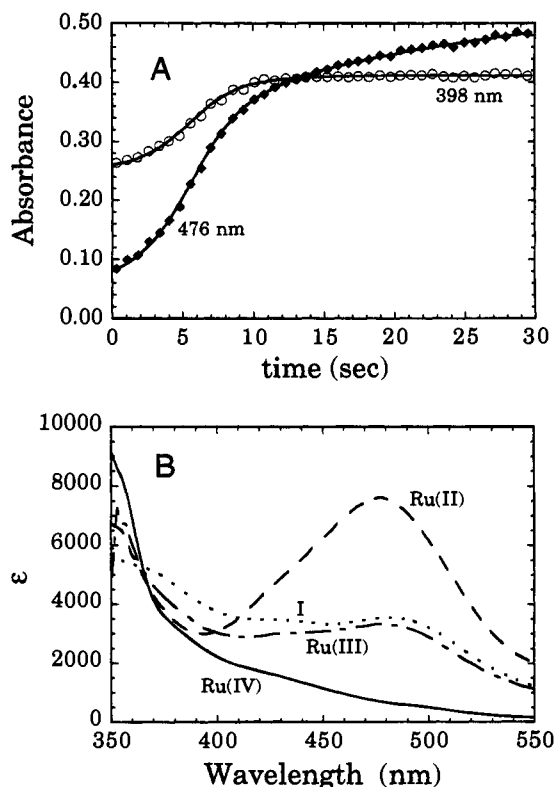 0.50
A
0.40
398 nm
0.30
Absorbance
0.20
476 nm
0.10
0.00
0 5 10 15 20 25 30
time (sec)
10000
B
8000
Ru(II)
6000
ε
4000
I
Ru(III)
2000
Ru(IV)
0
350 400 450 500 550
Wavelength (nm)